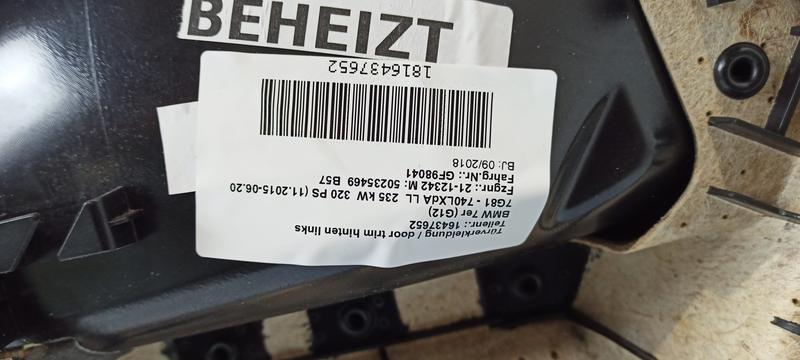 BEHEIZT
Türverkleidung / door trim hinten links
Teilenr.: 16437652
BMW 7er (G12)
7G81 - 740LXdA LL 235 kW 320 PS (11.2015-06.20
Fzgnr.: 21-12342 M: 50235469 B57
Fahrg.Nr.: GF98041
BJ: 09/2018
1816437652